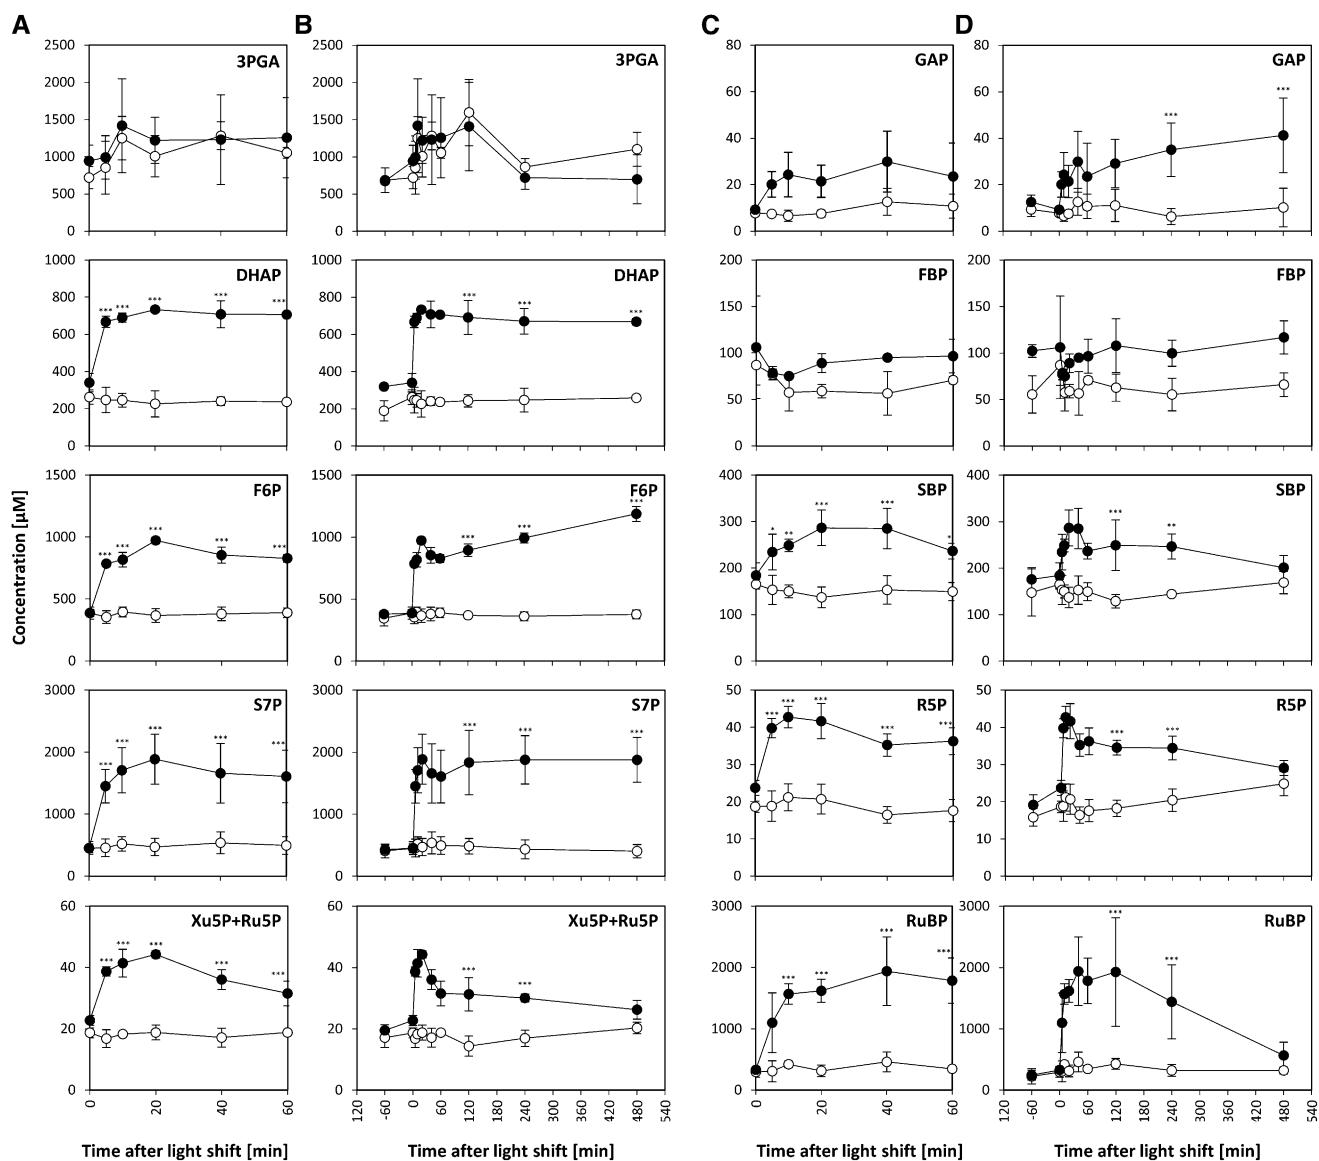 A B C D
3PGA 3PGA GAP GAP
2500 2000 1500 1000 500 0
2500 2000 1500 1000 500 0
80 60 40 20 0
80 60 40 20 0
*** ***
DHAP DHAP FBP FBP
1000 800 600 400 200 0
1000 800 600 400 200 0
200 150 100 50 0
200 150 100 50 0
*** *** *** *** ***
*** *** ***
F6P F6P SBP SBP
1500 1000 500 0
1500 1000 500 0
400 300 200 100 0
400 300 200 100 0
*** *** *** *** ***
*** *** ***
* ** *** *** *
*** **
S7P S7P R5P R5P
3000 2000 1000 0
3000 2000 1000 0
50 40 30 20 10 0
50 40 30 20 10 0
*** *** *** *** ***
*** *** ***
*** *** *** *** ***
*** ***
Xu5P+Ru5P Xu5P+Ru5P RuBP RuBP
60 40 20 0
60 40 20 0
3000 2000 1000 0
3000 2000 1000 0
*** *** *** *** ***
*** ***
*** *** *** ***
*** ***
0 20 40 60
120 -60 0 60 120 180 240 300 360 420 480 540
0 20 40 60
120 -60 0 60 120 180 240 300 360 420 480 540
Concentration [µM]
Time after light shift [min] Time after light shift [min] Time after light shift [min] Time after light shift [min]